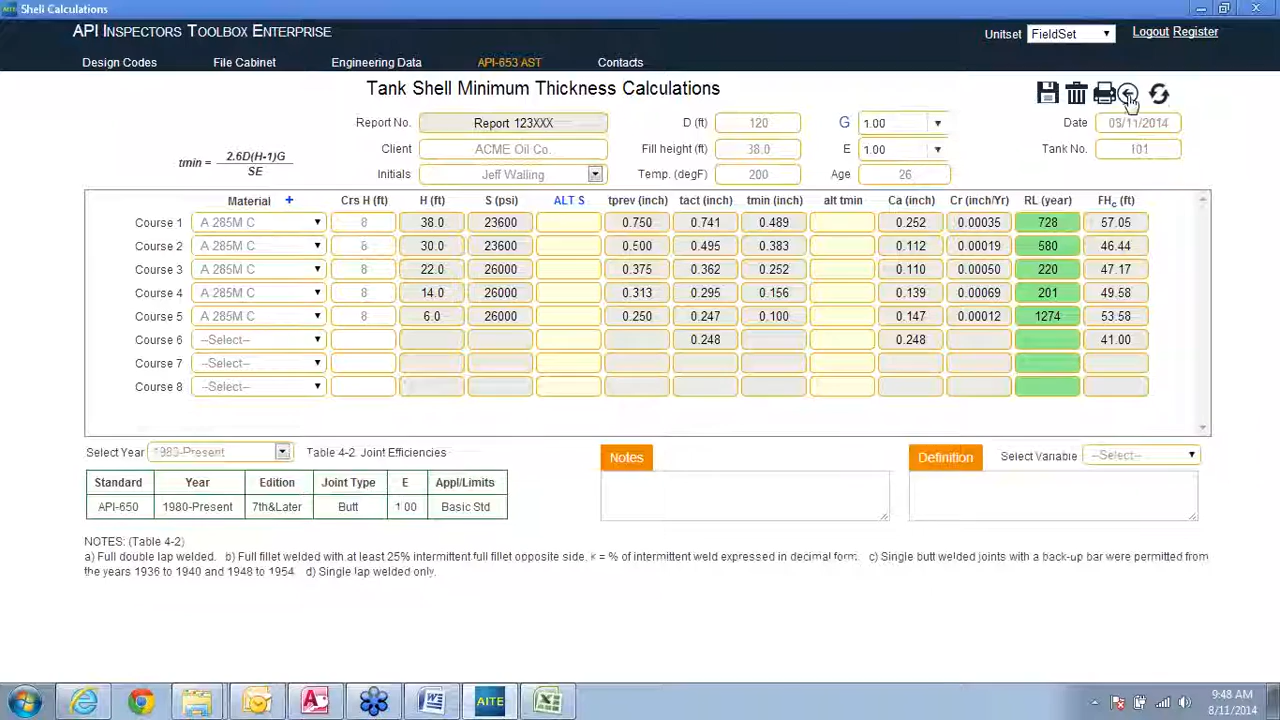 Shell Calculations
API INSPECTORS TOOLBOX ENTERPRISE
Unitset FieldSet Logout Register
Design Codes File Cabinet Engineering Data API-653 AST Contacts
Tank Shell Minimum Thickness Calculations
Report No. Report 123XXX D (ft) 120 G 1.00 Date 08/11/2014
tmin = 2.6D(H-1)G
SE
Client ACME Oil Co. Fill height (ft) 38.0 E 1.00 Tank No. 101
Initials Jeff Walling Temp. (degF) 200 Age 26
Material + Crs H (ft) H (ft) S (psi) ALT S tprev (inch) tact (inch) tmin (inch) alt tmin Ca (inch) Cr (inch/Yr) RL (year) FHc (ft)
Course 1 A 285M C 8 38.0 23600 0.750 0.741 0.489 0.252 0.00035 728 57.05
Course 2 A 285M C 8 30.0 23600 0.500 0.495 0.383 0.112 0.00019 580 46.44
Course 3 A 285M C 8 22.0 26000 0.375 0.362 0.252 0.110 0.00050 220 47.17
Course 4 A 285M C 8 14.0 26000 0.313 0.295 0.156 0.139 0.00069 201 49.58
Course 5 A 285M C 8 6.0 26000 0.250 0.247 0.100 0.147 0.00012 1274 53.58
Course 6 --Select-- 0.248 0.248 41.00
Course 7 --Select--
Course 8 --Select--
Select Year 1980-Present Table 4-2. Joint Efficiencies
Notes
Definition
Select Variable --Select--
Standard Year Edition Joint Type E Appl/Limits
API-650 1980-Present 7th&Later Butt 1.00 Basic Std
NOTES: (Table 4-2)
a) Full double lap welded. b) Full fillet welded with at least 25% intermittent full fillet opposite side, k = % of intermittent weld expressed in decimal form. c) Single butt welded joints with a back-up bar were permitted from
the years 1936 to 1940 and 1948 to 1954. d) Single lap welded only.
AITE
9:48 AM
8/11/2014